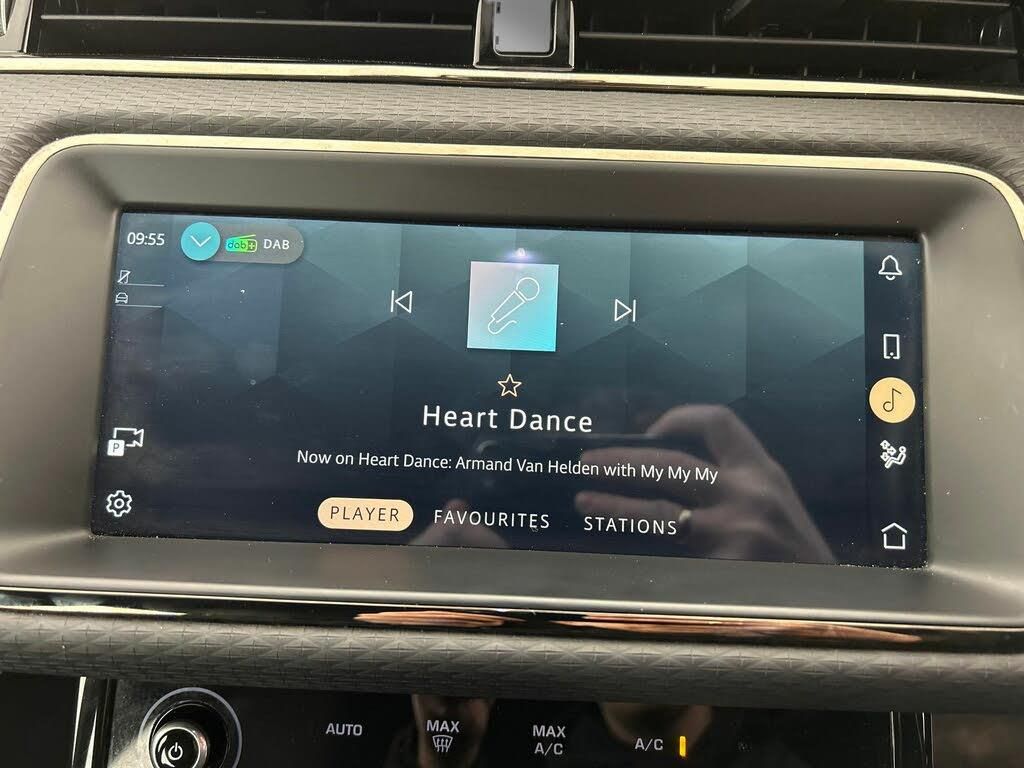 09:55
dab+ DAB
Heart Dance
Now on Heart Dance: Armand Van Helden with My My My
P
PLAYER FAVOURITES STATIONS
AUTO
MAX
MAX
A/C
A/C